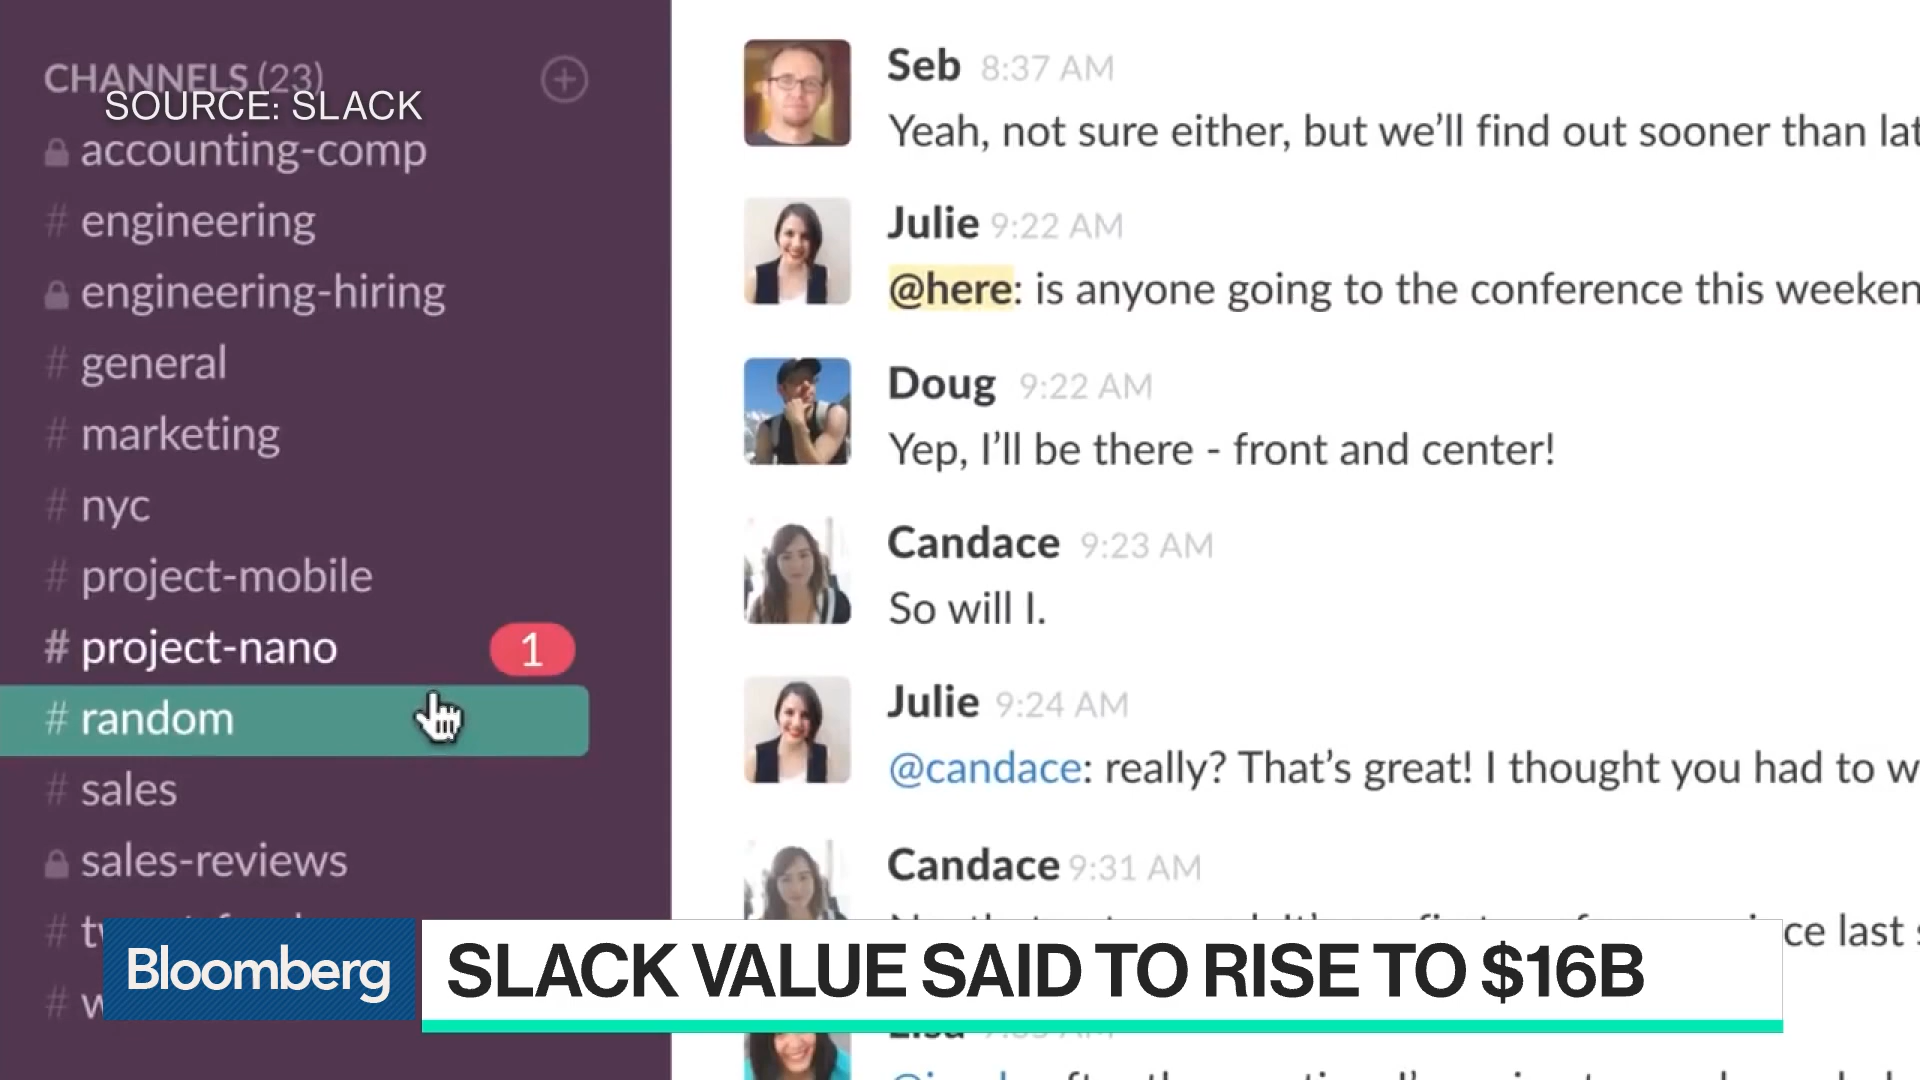 CHANNELS (23)
SOURCE: SLACK
accounting-comp
# engineering
engineering-hiring
# general
# marketing
# nyc
# project-mobile
# project-nano 1
# random
# sales
sales-reviews
#
#
Seb 8:37 AM
Yeah, not sure either, but we'll find out sooner than
Julie 9:22 AM
@here: is anyone going to the conference this
Doug 9:22 AM
Yep, I'll be there - front and center!
Candace 9:23 AM
So will I.
Julie 9:24 AM
@candace: really? That's great! I thought you had to
Candace 9:31 AM
last
Bloomberg
SLACK VALUE SAID TO RISE TO $16B